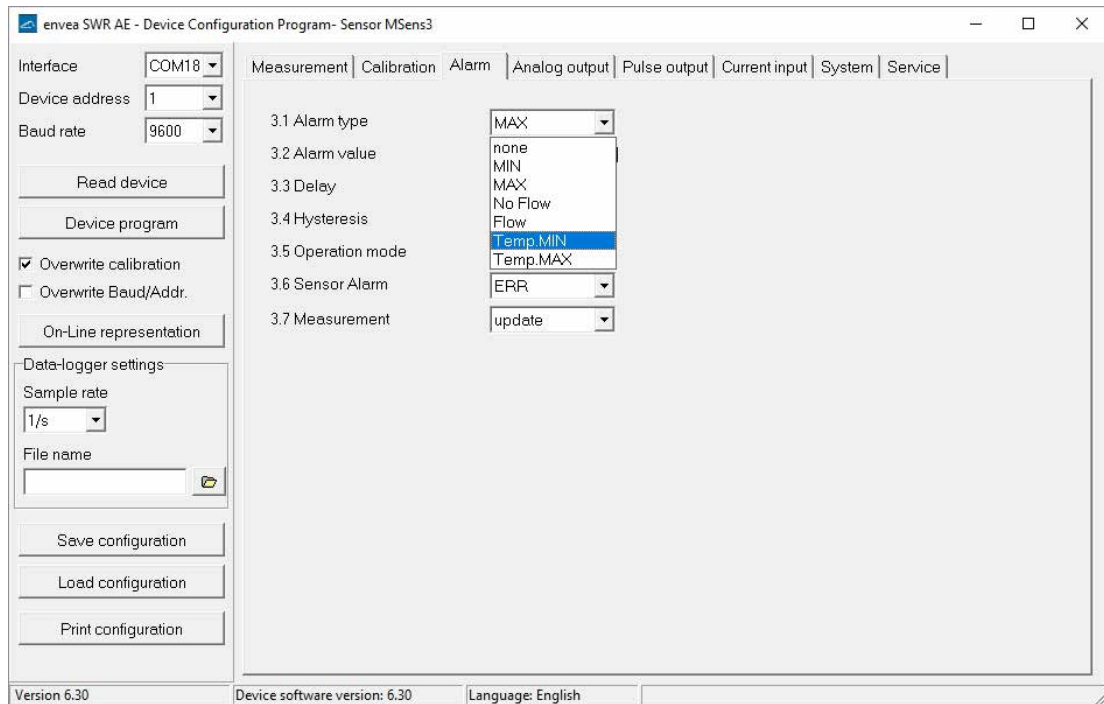 envea SWR AE - Device Configuration Program- Sensor MSens3
Interface COM18
Device address 1
Baud rate 9600
Read device
Device program
Overwrite calibration
Overwrite Baud/Addr.
On-Line representation
Data-logger settings
Sample rate
1/s
File name
Save configuration
Load configuration
Print configuration
Measurement Calibration Alarm Analog output Pulse output Current input System Service
3.1 Alarm type MAX
none
MIN
MAX
No Flow
Flow
Temp.MIN
Temp.MAX
3.2 Alarm value
3.3 Delay
3.4 Hysteresis
3.5 Operation mode
3.6 Sensor Alarm ERR
3.7 Measurement update
Version 6.30 Device software version: 6.30 Language: English